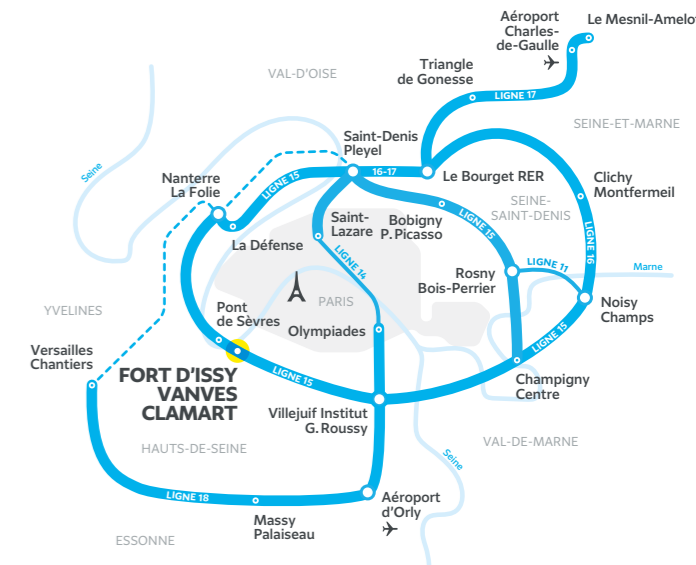 Aéroport
Charles-
de-Gaulle
Le Mesnil-Amelo
Triangle
de Gonesse
VAL-D'OISE
LIGNE 17
SEINE-ET-MARNE
Saint-Denis
Pleyel
Seine
Nanterre
La Folie
LIGNE 15
16-17
Le Bourget RER
Clichy
Montfermeil
SEINE-
SAINT-DENIS
Saint-
Lazare
Bobigny
P. Picasso
LIGNE 15
La Défense
LIGNE 14
LIGNE 16
LIGNE 11
Marne
Rosny
Bois-Perrier
PARIS
YVELINES
Pont
de Sèvres
Olympiades
Noisy
Champs
LIGNE 15
Versailles
Chantiers
FORT D'ISSY
VANVES
CLAMART
LIGNE 15
Champigny
Centre
Villejuif Institut
G. Roussy
HAUTS-DE-SEINE
VAL-DE-MARNE
Seine
LIGNE 18
Aéroport
d'Orly
Massy
Palaiseau
ESSONNE